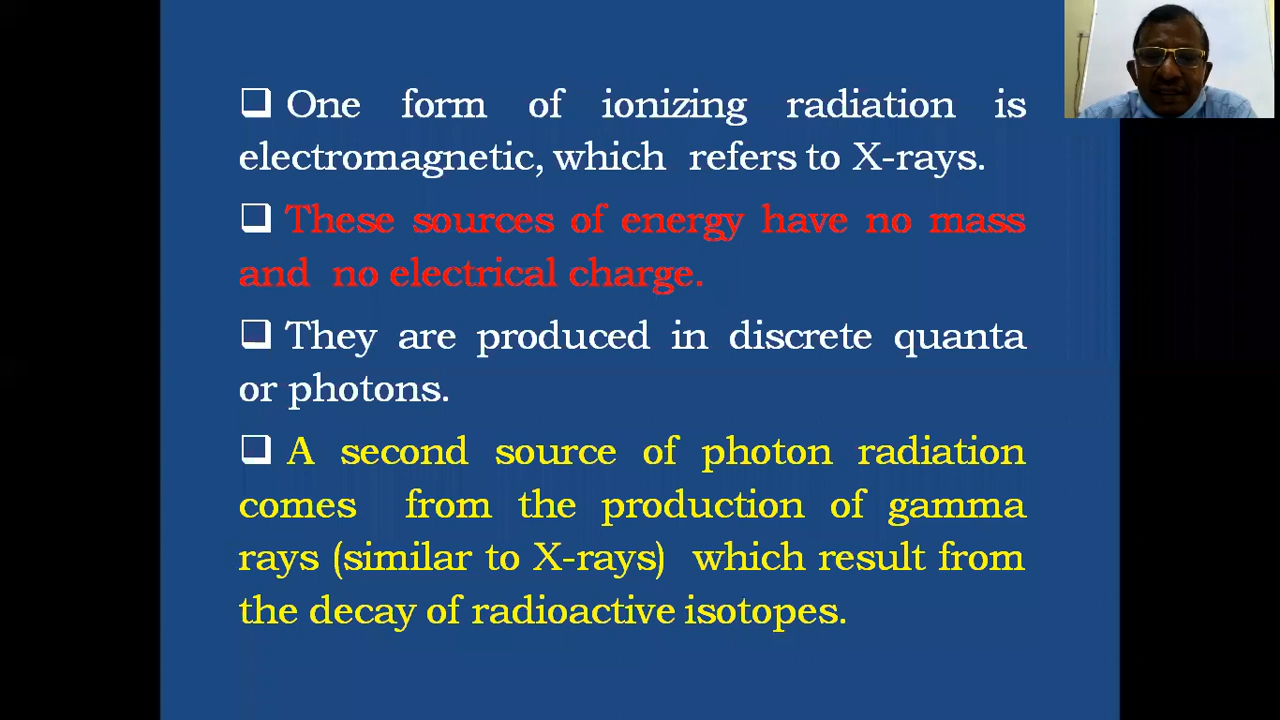 One form of ionizing radiation is
electromagnetic, which refers to X-rays.
These sources of energy have no mass
and no electrical charge.
They are produced in discrete quanta
or photons.
A second source of photon radiation
comes from the production of gamma
rays (similar to X-rays) which result from
the decay of radioactive isotopes.